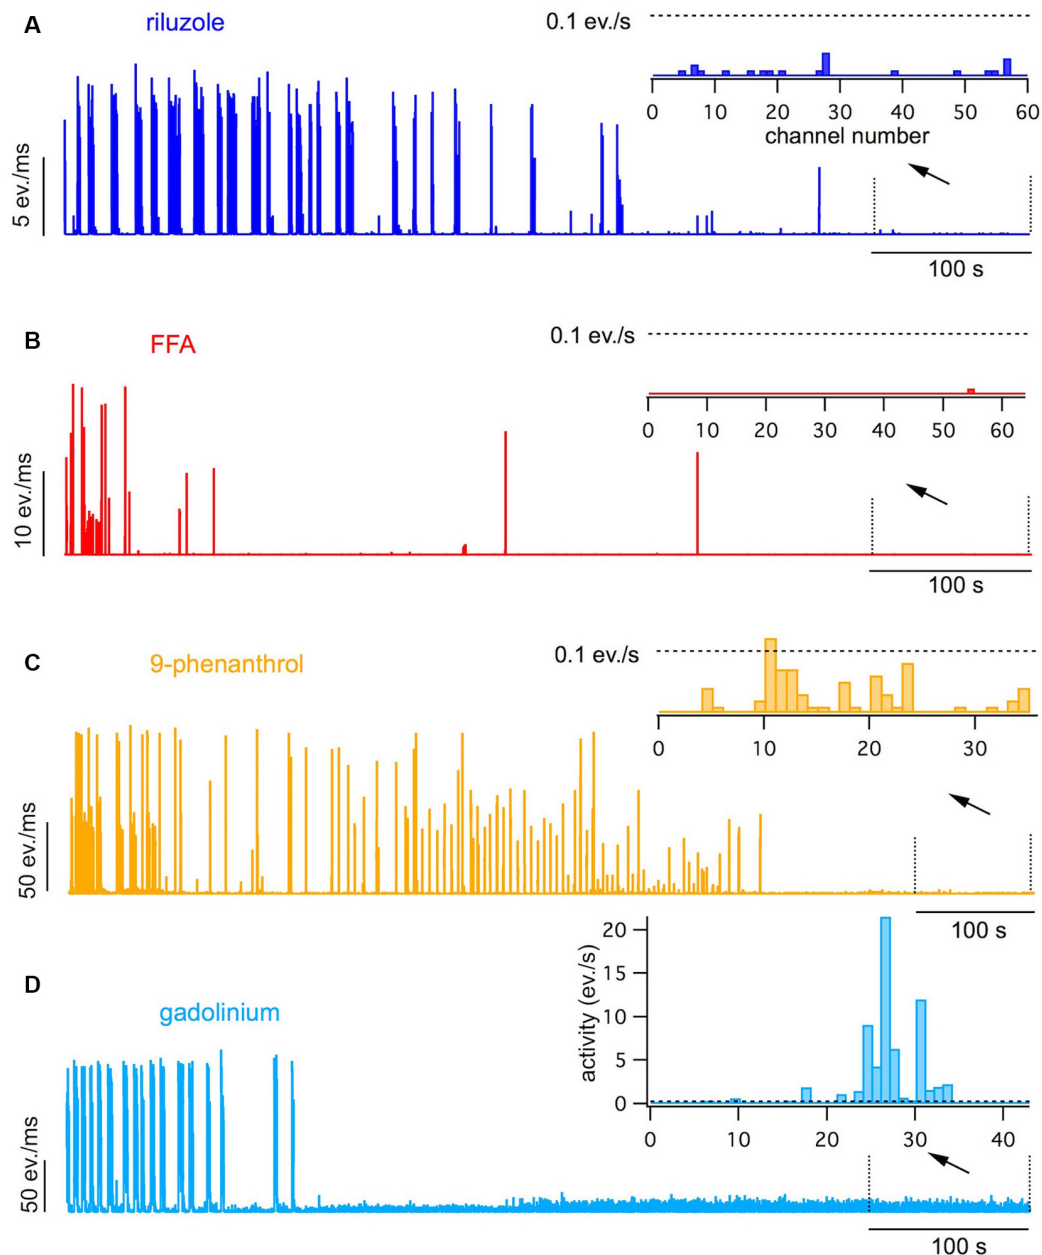 A
riluzole
0.1 ev./s
0 10 20 30 40 50 60
channel number
5 ev./ms
100 s
B
FFA
0.1 ev./s
0 10 20 30 40 50 60
10 ev./ms
100 s
C
9-phenanthrol
0.1 ev./s
0 10 20 30
50 ev./ms
100 s
D
gadolinium
activity (ev./s)
20
15
10
5
0
0 10 20 30 40
50 ev./ms
100 s